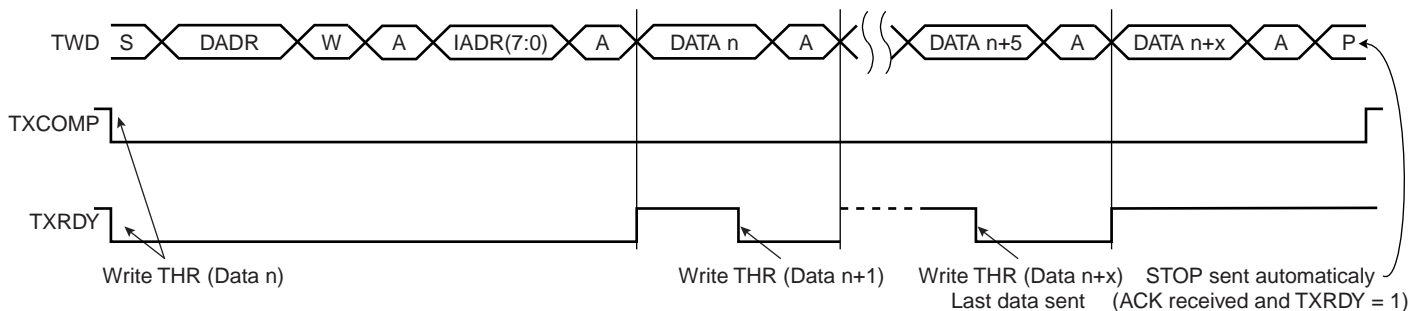 TWD S DADR W A IADR(7:0) A DATA n A DATA n+5 A DATA n+x A P
TXCOMP
TXRDY
Write THR (Data n) Write THR (Data n+1) Write THR (Data n+x) STOP sent automaticaly
Last data sent (ACK received and TXRDY = 1)